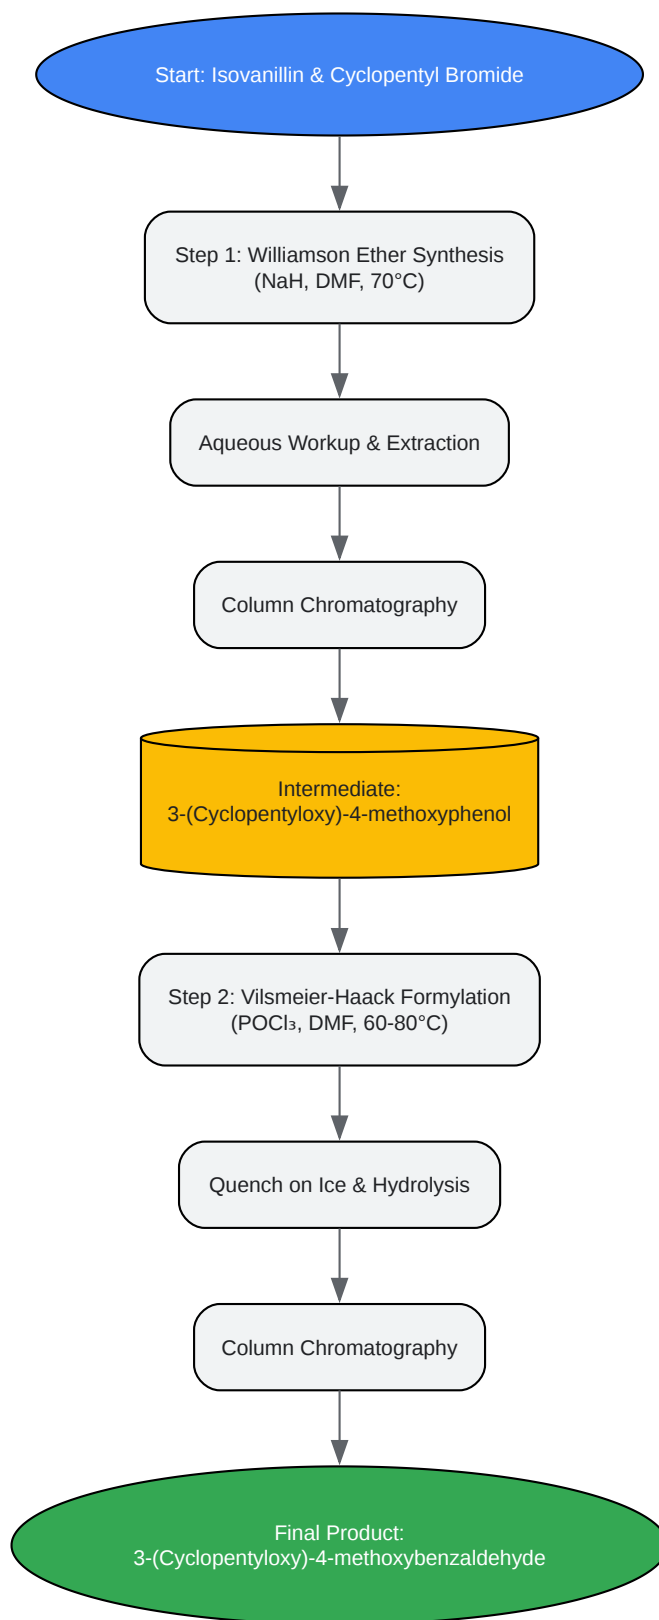 Start: Isovanillin & Cyclopentyl Bromide
Step 1: Williamson Ether Synthesis
(NaH, DMF, 70°C)
Aqueous Workup & Extraction
Column Chromatography
Intermediate:
3-(Cyclopentyloxy)-4-methoxyphenol
Step 2: Vilsmeier-Haack Formylation
(POCl₃, DMF, 60-80°C)
Quench on Ice & Hydrolysis
Column Chromatography
Final Product:
3-(Cyclopentyloxy)-4-methoxybenzaldehyde